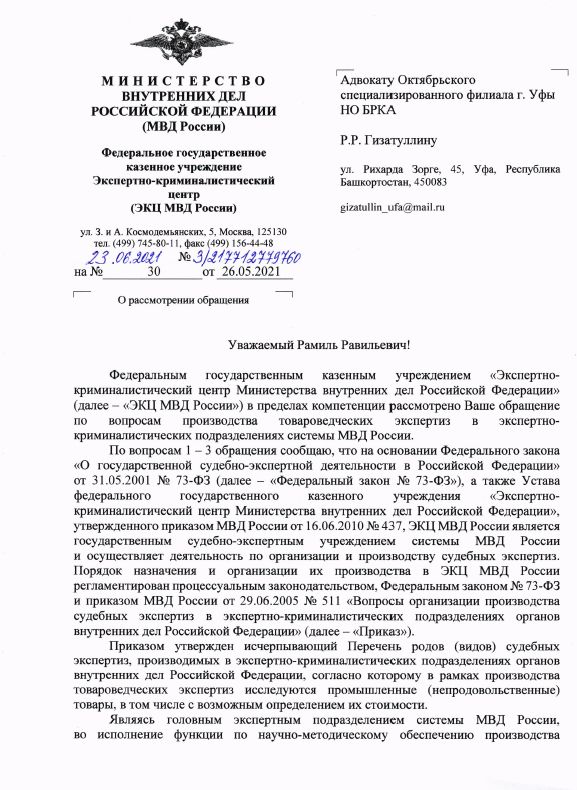 М И Н И С Т Е Р С Т В О
ВНУТРЕННИХ ДЕЛ
РОССИЙСКОЙ ФЕДЕРАЦИИ
(МВД России)
Федеральное государственное
казенное учреждение
Экспертно-криминалистический
центр
(ЭКЦ МВД России)
ул. З. и А. Космодемьянских, 5, Москва, 125130
тел. (499) 745-80-11, факс (499) 156-44-48
23.06.2021 № 3/217712779760
на № 30 от 26.05.2021
О рассмотрении обращения
Адвокату Октябрьского
специализированного филиала г. Уфы
НО БРКА
Р.Р. Гизатуллину
ул. Рихарда Зорге, 45, Уфа, Республика
Башкортостан, 450083
gizatullin_ufa@mail.ru
Уважаемый Рамиль Равильевич!
Федеральным государственным казенным учреждением «Экспертно-
криминалистический центр Министерства внутренних дел Российской Федерации»
(далее – «ЭКЦ МВД России») в пределах компетенции рассмотрено Ваше обращение
по вопросам производства товароведческих экспертиз в экспертно-
криминалистических подразделениях системы МВД России.
По вопросам 1 – 3 обращения сообщаю, что на основании Федерального закона
«О государственной судебно-экспертной деятельности в Российской Федерации»
от 31.05.2001 № 73-ФЗ (далее – «Федеральный закон № 73-ФЗ»), а также Устава
федерального государственного казенного учреждения «Экспертно-
криминалистический центр Министерства внутренних дел Российской Федерации»,
утвержденного приказом МВД России от 16.06.2010 № 437, ЭКЦ МВД России является
государственным судебно-экспертным учреждением системы МВД России
и осуществляет деятельность по организации и производству судебных экспертиз.
Порядок назначения и организации их производства в ЭКЦ МВД России
регламентирован процессуальным законодательством, Федеральным законом № 73-ФЗ
и приказом МВД России от 29.06.2005 № 511 «Вопросы организации производства
судебных экспертиз в экспертно-криминалистических подразделениях органов
внутренних дел Российской Федерации» (далее – «Приказ»).
Приказом утвержден исчерпывающий Перечень родов (видов) судебных
экспертиз, производимых в экспертно-криминалистических подразделениях органов
внутренних дел Российской Федерации, согласно которому в рамках производства
товароведческих экспертиз исследуются промышленные (непродовольственные)
товары, в том числе с возможным определением их стоимости.
Являясь головным экспертным подразделением системы МВД России,
во исполнение функции по научно-методическому обеспечению производства